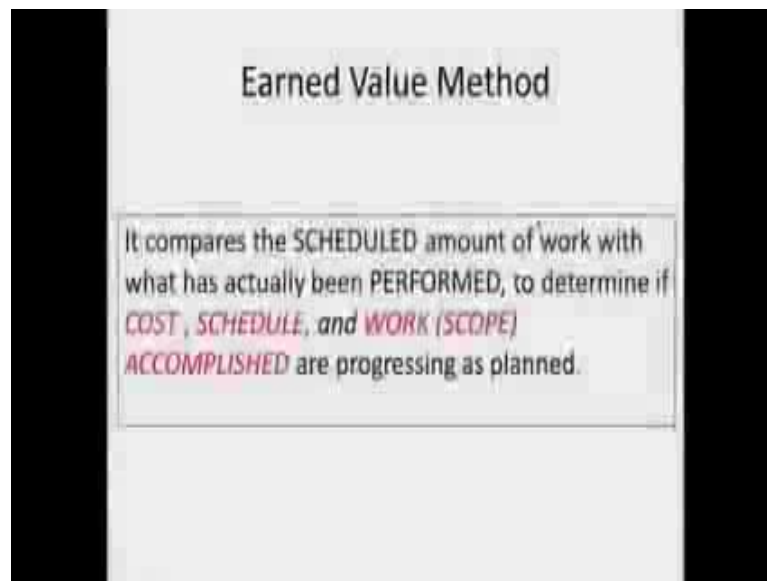 Earned Value Method
It compares the SCHEDULED amount of work with
what has actually been PERFORMED, to determine if
COST , SCHEDULE, and WORK (SCOPE)
ACCOMPLISHED are progressing as planned.